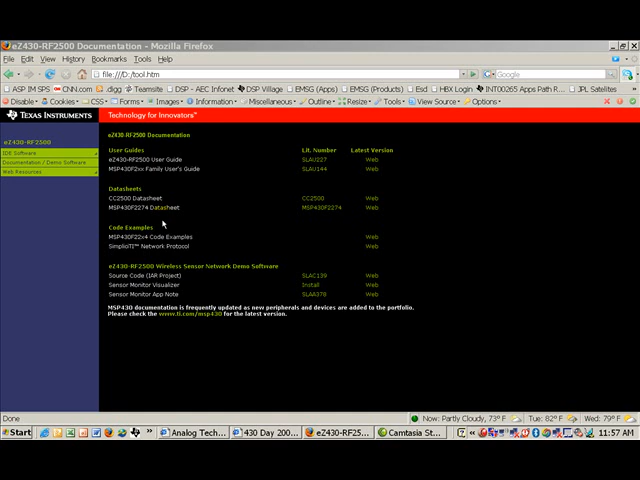 eZ430-RF2500 Documentation - Mozilla Firefox
File Edit View History Bookmarks Tools Help
file:///D:/tool.htm
Google
ASP IM SPS CNN.com .digg Teamsite DSP - AEC Infonet DSP Village EMSG (Products) EMSG (Products) Esd HBX Login INT00265 Apps Path R... JPL Satelites
Disable Cookies CSS Forms Images Information Miscellaneous Outline Resize Tools View Source Options
TEXAS INSTRUMENTS
Technology for Innovators™
eZ430-RF2500
IDE Software
Documentation / Demo Software
Web Resources
eZ430-RF2500 Documentation
User Guides Lit. Number Latest Version
eZ430-RF2500 User Guide SLAU227 Web
MSP430F2xx Family User's Guide SLAU144 Web
Datasheets
CC2500 Datasheet CC2500 Web
MSP430F2274 Datasheet MSP430F2274 Web
Code Examples
MSP430F22x4 Code Examples Web
SimpliciTI™ Network Protocol Web
eZ430-RF2500 Wireless Sensor Network Demo Software
Source Code (IAR Project) SLAC139 Web
Sensor Monitor Visualizer Install Web
Sensor Monitor App Note SLAA378 Web
MSP430 documentation is frequently updated as new peripherals and devices are added to the portfolio.
Please check the www.ti.com/msp430 for the latest version.
Done
Now: Partly Cloudy, 73° F Tue: 82° F Wed: 79° F
Start
Analog Tech...
430 Day 200...
eZ430-RF25...
Camtasia St...
11:57 AM